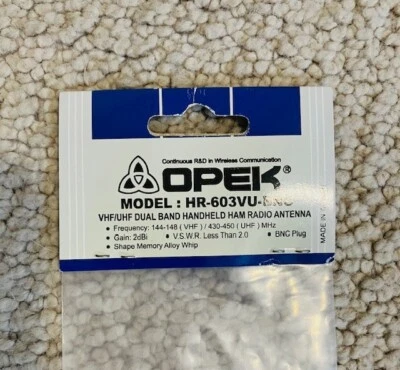 Continuous R&D in Wireless Communication
OPEK®
MODEL : HR-603VU-BNC
VHF/UHF DUAL BAND HANDHELD HAM RADIO ANTENNA
• Frequency: 144-148 ( VHF ) / 430-450 ( UHF ) MHz
• Gain: 2dBi • V.S.W.R. Less Than 2.0 • BNC Plug
• Shape Memory Alloy Whip
MADE IN